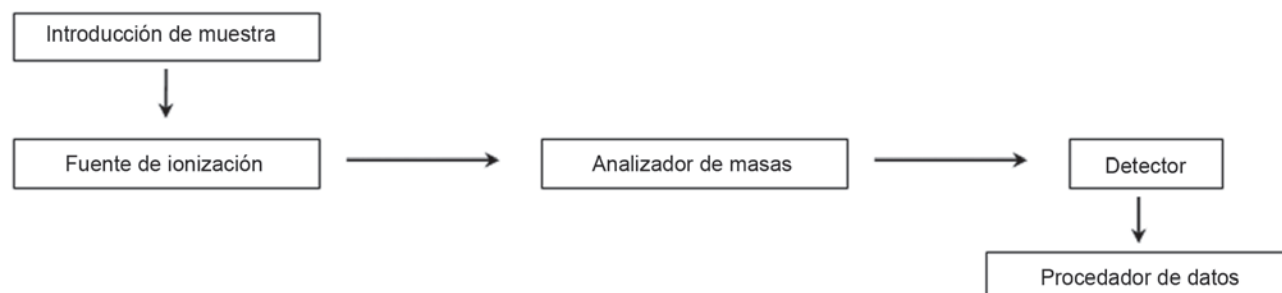 Introducción de muestra
Fuente de ionización
Analizador de masas
Detector
Procedador de datos